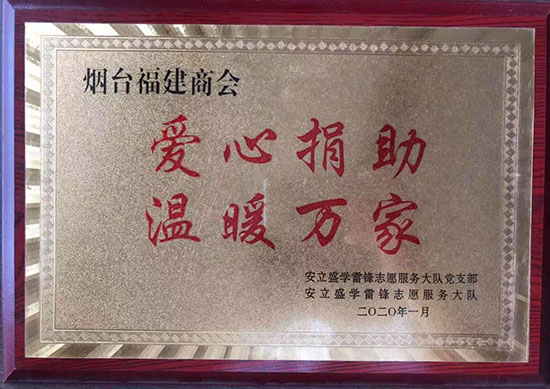 烟台福建商会
爱心捐助
温暖万家
安立盛学雷锋志愿服务大队党支部
安立盛学雷锋志愿服务大队
二〇二〇年一月